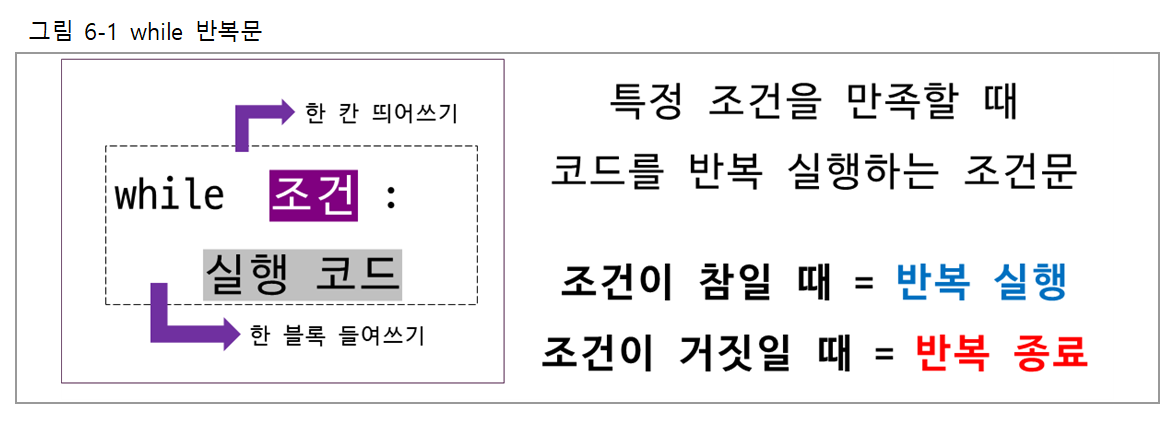 그림 6-1 while 반복문
한 칸 띄어쓰기
while 조건 :
실행 코드
한 블록 들여쓰기
특정 조건을 만족할 때
코드를 반복 실행하는 조건문
조건이 참일 때 = 반복 실행
조건이 거짓일 때 = 반복 종료